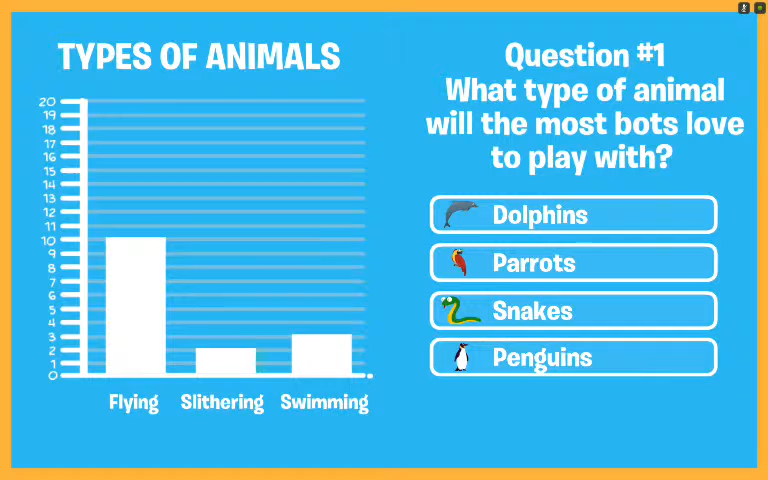 TYPES OF ANIMALS
20
19
18
17
16
15
14
13
12
11
10
9
8
7
6
5
4
3
2
1
0
Flying Slithering Swimming
Question #1
What type of animal
will the most bots love
to play with?
Dolphins
Parrots
Snakes
Penguins